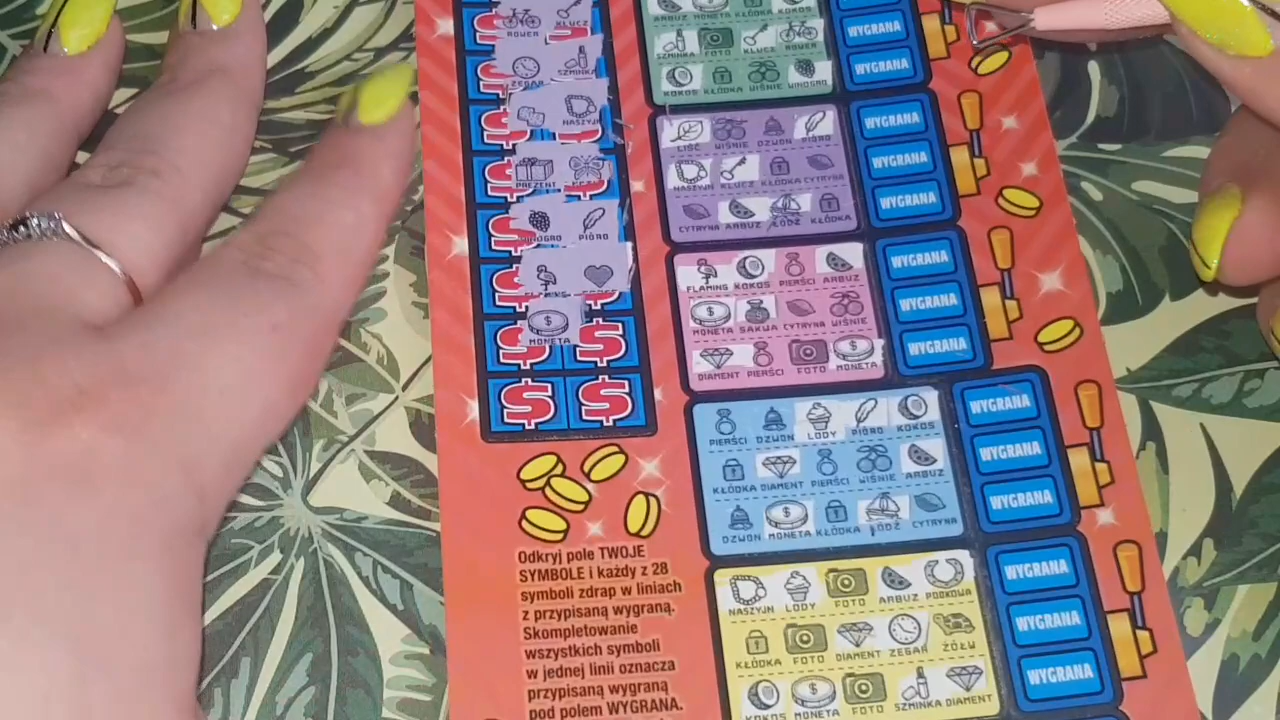 ROWER KLUCZ
ZEGAR SZMINK
NASZYJN
PREZENT
WINOGRO PIÓRO
FLAMING SERCE
MONETA
ARBUZ MONETA KŁÓDKA KOKOS
SZMINKA FOTO KLUCZ ROWER
KOKOS KŁÓDKA WIŚNIE WINOGRO
WYGRANA
WYGRANA
LIŚĆ WIŚNIE DZWON PIÓRO
NASZYJN KLUCZ KŁÓDKA CYTRYNA
CYTRYNA ARBUZ ŁÓDŹ KŁÓDKA
WYGRANA
WYGRANA
WYGRANA
FLAMING KOKOS PIERŚCI ARBUZ
MONETA SAKWA CYTRYNA WIŚNIE
DIAMENT PIERŚCI FOTO MONETA
WYGRANA
WYGRANA
WYGRANA
PIERŚCI DZWON LODY PIÓRO KOKOS
KŁÓDKA DIAMENT PIERŚCI WIŚNIE ARBUZ
DZWON MONETA KŁÓDKA ŁÓDŹ CYTRYNA
WYGRANA
WYGRANA
WYGRANA
NASZYJN LODY FOTO ARBUZ PODKOWA
KŁÓDKA FOTO DIAMENT ZEGAR ŻÓŁW
KOKOS MONETA FOTO SZMINKA DIAMENT
WYGRANA
WYGRANA
WYGRANA
Odkryj pole TWOJE
SYMBOLE i każdy z 28
symboli zdrap w liniach
z przypisaną wygraną.
Skompletowanie
wszystkich symboli
w jednej linii oznacza
przypisaną wygraną
pod polem WYGRANA.